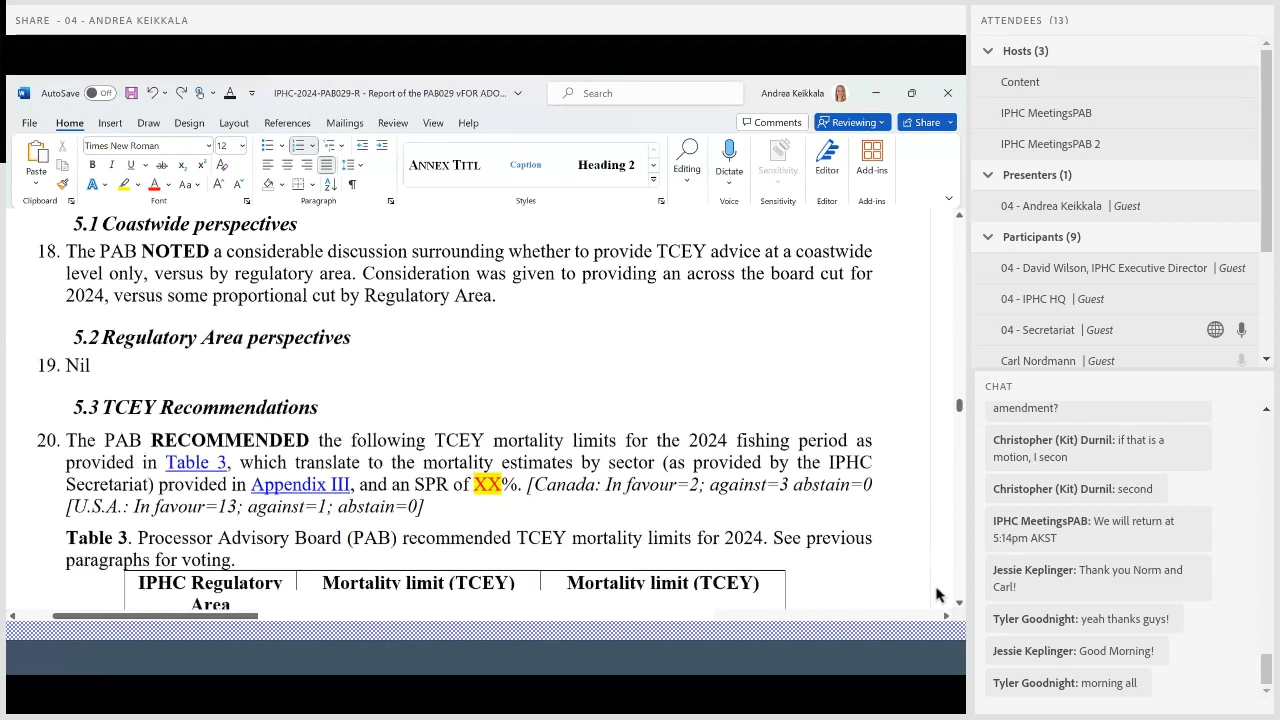 SHARE - 04 - ANDREA KEIKKALA
AutoSave Off
IPHC-2024-PAB029-R - Report of the PAB029 vFOR ADO...
Search
Andrea Keikkala
File Home Insert Draw Design Layout References Mailings Review View Help
Comments Reviewing Share
Paste
Times New Roman 12
ANNEX TITL Caption Heading 2
Editing Dictate Sensitivity Editor Add-ins
Clipboard Font Paragraph Styles Voice Sensitivity Editor Add-ins
5.1 Coastwide perspectives
18. The PAB NOTED a considerable discussion surrounding whether to provide TCEY advice at a coastwide
level only, versus by regulatory area. Consideration was given to providing an across the board cut for
2024, versus some proportional cut by Regulatory Area.
5.2 Regulatory Area perspectives
19. Nil
5.3 TCEY Recommendations
20. The PAB RECOMMENDED the following TCEY mortality limits for the 2024 fishing period as
provided in Table 3, which translate to the mortality estimates by sector (as provided by the IPHC
Secretariat) provided in Appendix III, and an SPR of XX%. [Canada: In favour=2; against=3 abstain=0
[U.S.A.: In favour=13; against=1; abstain=0]
Table 3. Processor Advisory Board (PAB) recommended TCEY mortality limits for 2024. See previous
paragraphs for voting.
IPHC Regulatory Mortality limit (TCEY) Mortality limit (TCEY)
Area
ATTENDEES (13)
Hosts (3)
Content
IPHC MeetingsPAB
IPHC MeetingsPAB 2
Presenters (1)
04 - Andrea Keikkala | Guest
Participants (9)
04 - David Wilson, IPHC Executive Director | Guest
04 - IPHC HQ | Guest
04 - Secretariat | Guest
Carl Nordmann | Guest
CHAT
amendment?
Christopher (Kit) Durnil: if that is a
motion, I secon
Christopher (Kit) Durnil: second
IPHC MeetingsPAB: We will return at
5:14pm AKST
Jessie Keplinger: Thank you Norm and
Carl!
Tyler Goodnight: yeah thanks guys!
Jessie Keplinger: Good Morning!
Tyler Goodnight: morning all